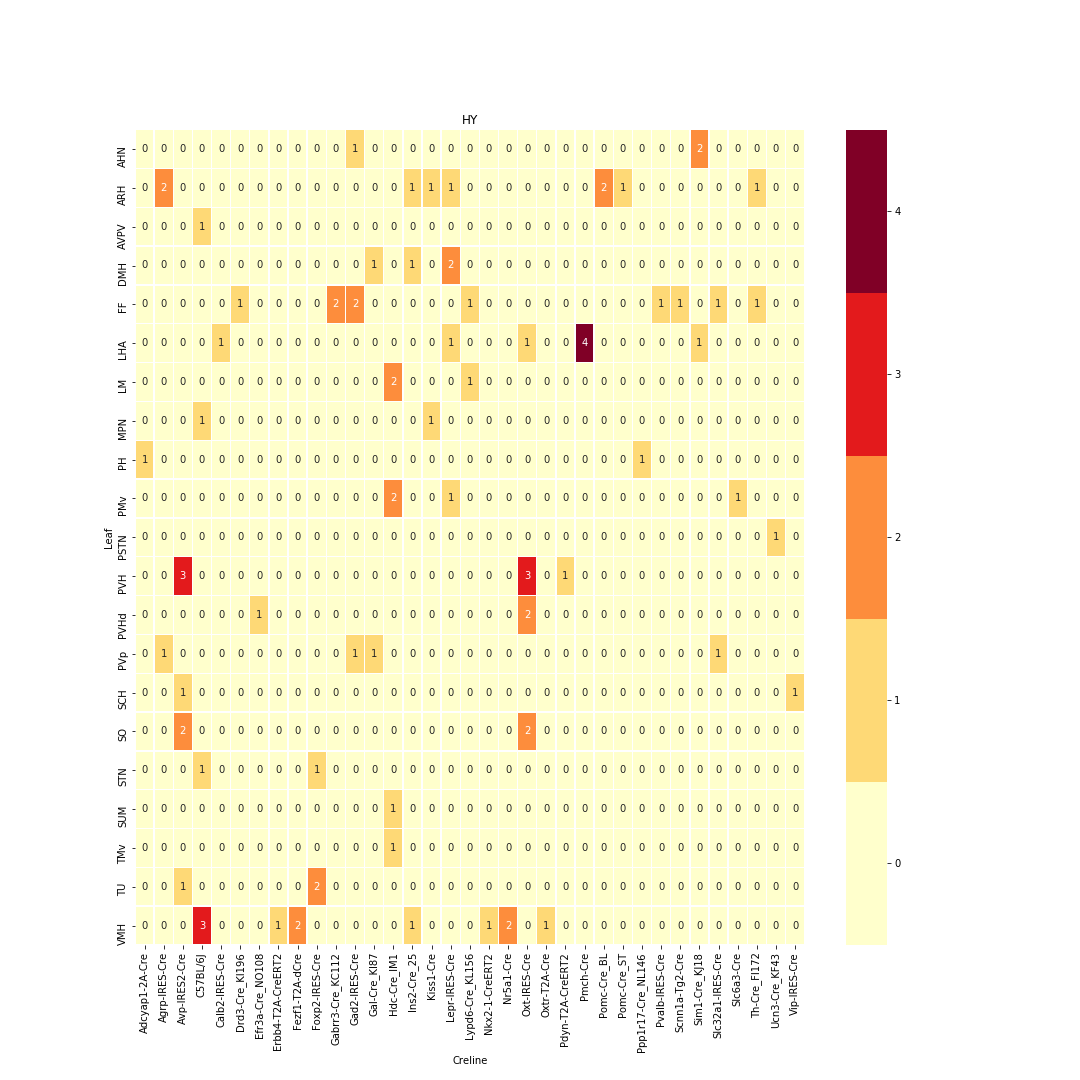 HY
AHN 0 0 0 0 0 0 0 0 0 0 0 1 0 0 0 0 0 0 0 0 0 0 0 0 0 0 0 0 0 2 0 0 0 0 0
ARH 0 2 0 0 0 0 0 0 0 0 0 0 0 0 1 1 1 0 0 0 0 0 0 0 2 1 0 0 0 0 0 0 1 0 0
AVPV 0 0 0 1 0 0 0 0 0 0 0 0 0 0 0 0 0 0 0 0 0 0 0 0 0 0 0 0 0 0 0 0 0 0 0
DMH 0 0 0 0 0 0 0 0 0 0 0 0 1 0 1 0 2 0 0 0 0 0 0 0 0 0 0 0 0 0 0 0 0 0 0
FF 0 0 0 0 0 1 0 0 0 0 2 2 0 0 0 0 0 1 0 0 0 0 0 0 0 0 0 1 1 0 1 0 1 0 0
LHA 0 0 0 0 1 0 0 0 0 0 0 0 0 0 0 0 1 0 0 0 1 0 0 4 0 0 0 0 0 1 0 0 0 0 0
LM 0 0 0 0 0 0 0 0 0 0 0 0 0 2 0 0 0 1 0 0 0 0 0 0 0 0 0 0 0 0 0 0 0 0 0
MPN 0 0 0 1 0 0 0 0 0 0 0 0 0 0 0 1 0 0 0 0 0 0 0 0 0 0 0 0 0 0 0 0 0 0 0
PH 1 0 0 0 0 0 0 0 0 0 0 0 0 0 0 0 0 0 0 0 0 0 0 0 0 0 1 0 0 0 0 0 0 0 0
PMv 0 0 0 0 0 0 0 0 0 0 0 0 0 2 0 0 1 0 0 0 0 0 0 0 0 0 0 0 0 0 0 1 0 0 0
PSTN 0 0 0 0 0 0 0 0 0 0 0 0 0 0 0 0 0 0 0 0 0 0 0 0 0 0 0 0 0 0 0 0 0 1 0
PVH 0 0 3 0 0 0 0 0 0 0 0 0 0 0 0 0 0 0 0 0 3 0 1 0 0 0 0 0 0 0 0 0 0 0 0
PVHd 0 0 0 0 0 0 1 0 0 0 0 0 0 0 0 0 0 0 0 0 2 0 0 0 0 0 0 0 0 0 0 0 0 0 0
PVp 0 1 0 0 0 0 0 0 0 0 0 1 1 0 0 0 0 0 0 0 0 0 0 0 0 0 0 0 0 0 1 0 0 0 0
SCH 0 0 1 0 0 0 0 0 0 0 0 0 0 0 0 0 0 0 0 0 0 0 0 0 0 0 0 0 0 0 0 0 0 0 1
SO 0 0 2 0 0 0 0 0 0 0 0 0 0 0 0 0 0 0 0 0 2 0 0 0 0 0 0 0 0 0 0 0 0 0 0
STN 0 0 0 1 0 0 0 0 0 1 0 0 0 0 0 0 0 0 0 0 0 0 0 0 0 0 0 0 0 0 0 0 0 0 0
SUM 0 0 0 0 0 0 0 0 0 0 0 0 0 1 0 0 0 0 0 0 0 0 0 0 0 0 0 0 0 0 0 0 0 0 0
TMv 0 0 0 0 0 0 0 0 0 0 0 0 0 1 0 0 0 0 0 0 0 0 0 0 0 0 0 0 0 0 0 0 0 0 0
TU 0 0 1 0 0 0 0 0 0 2 0 0 0 0 0 0 0 0 0 0 0 0 0 0 0 0 0 0 0 0 0 0 0 0 0
VMH 0 0 0 3 0 0 0 1 2 0 0 0 0 0 1 0 0 0 1 2 0 1 0 0 0 0 0 0 0 0 0 0 0 0 0
Leaf
Adcyap1-2A-Cre
Agrp-IRES-Cre
Avp-IRES2-Cre
C57BL/6J
Calb2-IRES-Cre
Drd3-Cre_KI196
Efr3a-Cre_NO108
Erbb4-T2A-CreERT2
Fezf1-T2A-dCre
Foxp2-IRES-Cre
Gabrr3-Cre_KC112
Gad2-IRES-Cre
Gal-Cre_KI87
Hdc-Cre_IM1
Ins2-Cre_25
Kiss1-Cre
Lepr-IRES-Cre
Lypd6-Cre_KL156
Nkx2-1-CreERT2
Nr5a1-Cre
Oxt-IRES-Cre
Oxtr-T2A-Cre
Pdyn-T2A-CreERT2
Pmch-Cre
Pomc-Cre_BL
Pomc-Cre_ST
Ppp1r17-Cre_NL146
Pvalb-IRES-Cre
Scnn1a-Tg2-Cre
Sim1-Cre_KJ18
Slc32a1-IRES-Cre
Slc6a3-Cre
Th-Cre_FI172
Ucn3-Cre_KF43
Vip-IRES-Cre
Creline
4
3
2
1
0